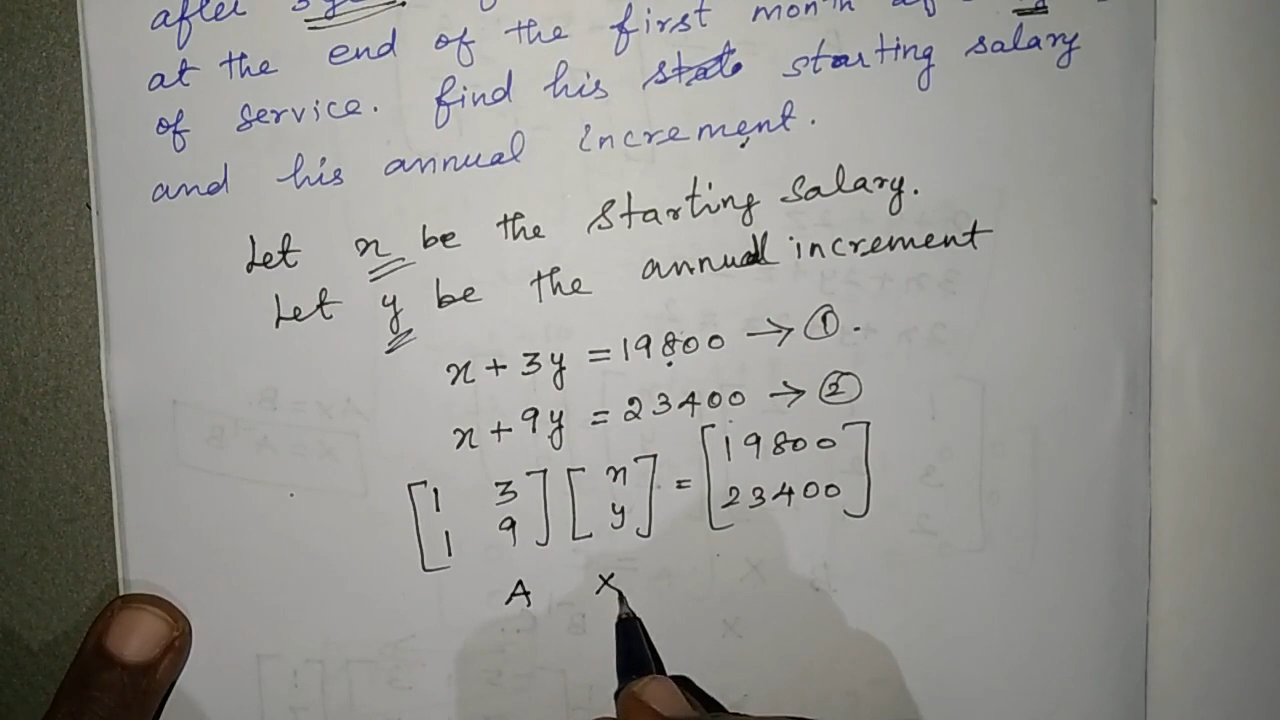 after
at the end of the first month
of service. find his starting salary
and his annual increment.
Let x be the starting salary.
Let y be the annual increment
x + 3y = 19800 → ①.
x + 9y = 23400 → ②
[1 3] [x] = [19800]
[1 9] [y] [23400]
A X